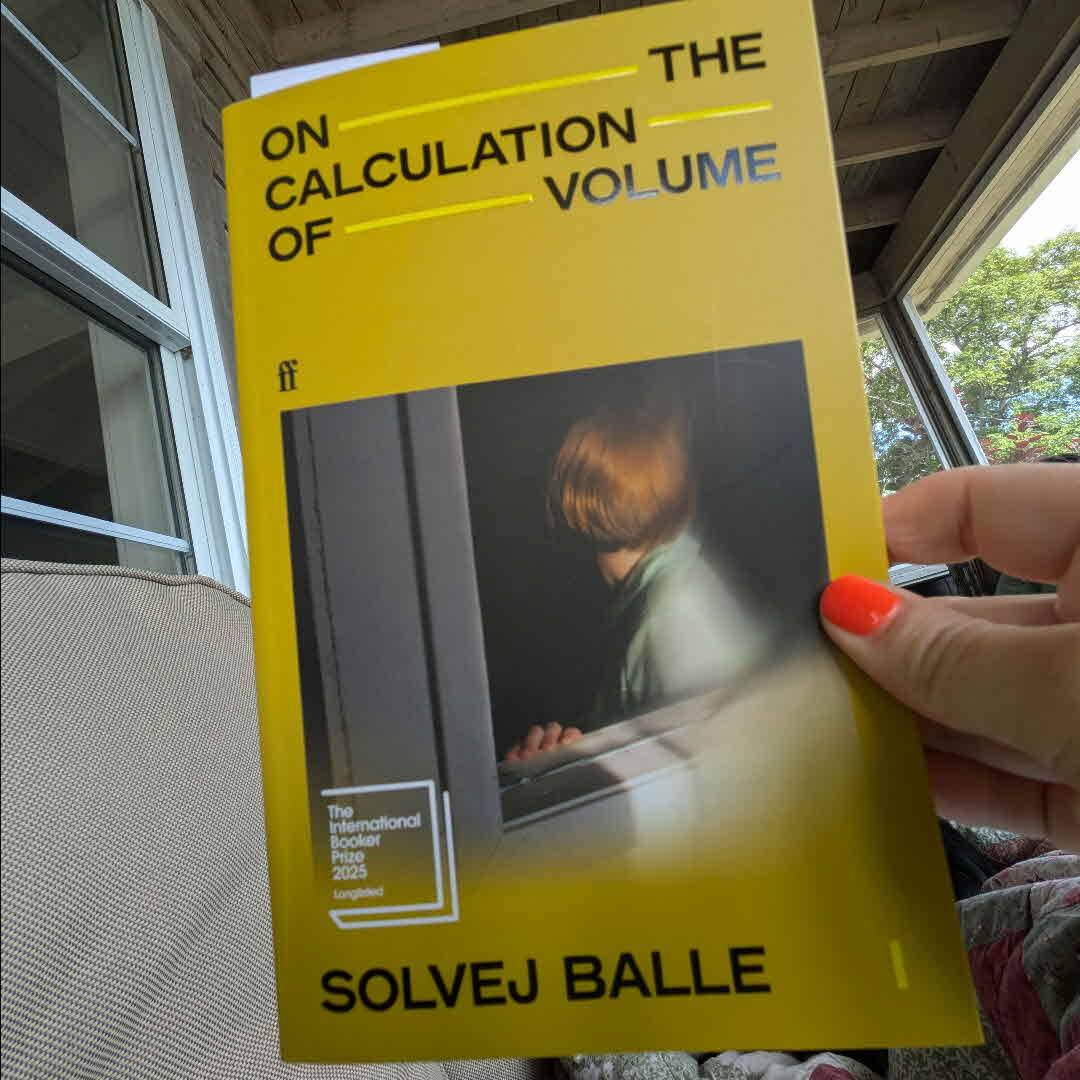 ON THE
CALCULATION
OF VOLUME
ff
The
International
Booker
Prize
2025
Longlisted
SOLVEJ BALLE
I